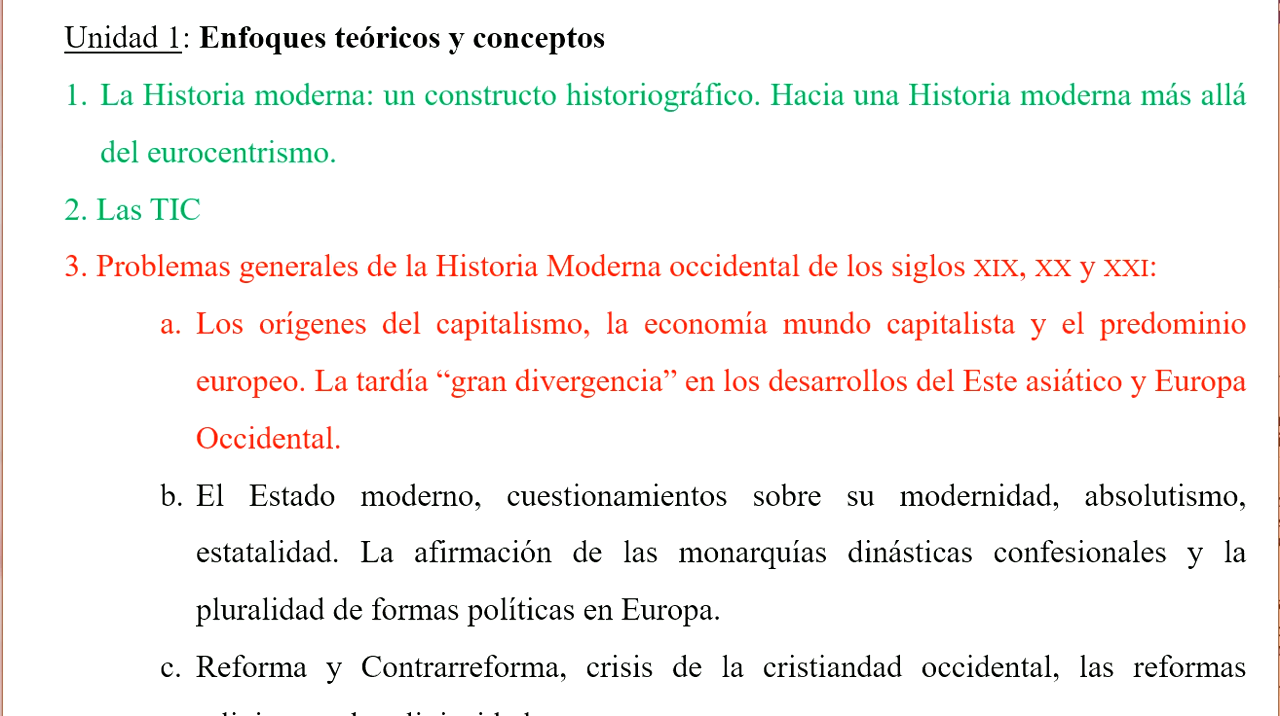 Unidad 1: Enfoques teóricos y conceptos
1. La Historia moderna: un constructo historiográfico. Hacia una Historia moderna más allá
del eurocentrismo.
2. Las TIC
3. Problemas generales de la Historia Moderna occidental de los siglos XIX, XX y XXI:
a. Los orígenes del capitalismo, la economía mundo capitalista y el predominio
europeo. La tardía “gran divergencia” en los desarrollos del Este asiático y Europa
Occidental.
b. El Estado moderno, cuestionamientos sobre su modernidad, absolutismo,
estatalidad. La afirmación de las monarquías dinásticas confesionales y la
pluralidad de formas políticas en Europa.
c. Reforma y Contrarreforma, crisis de la cristiandad occidental, las reformas